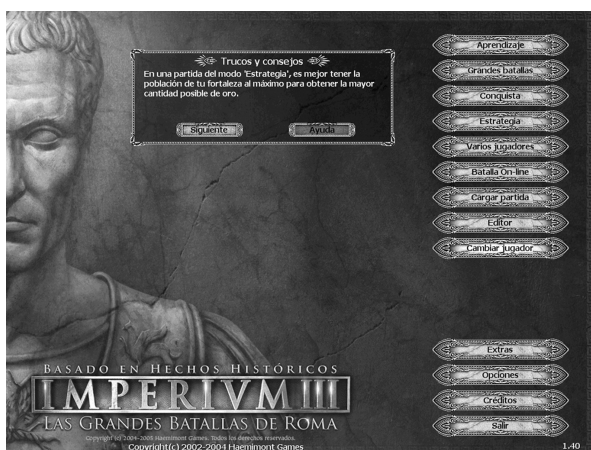 Trucos y consejos
En una partida del modo 'Estrategia', es mejor tener la
población de tu fortaleza al máximo para obtener la mayor
cantidad posible de oro.
Siguiente
Ayuda
Aprendizaje
Grandes batallas
Conquista
Estrategia
Varios jugadores
Batalla On-line
Cargar partida
Editor
Cambiar jugador
Extras
Opciones
Créditos
Salir
BASADO EN HECHOS HISTÓRICOS
IMPERIVM III
LAS GRANDES BATALLAS DE ROMA
Copyright (c) 2004-2005 Haemimont Games. Todos los derechos reservados.
Copyright(c) 2002-2004 Haemimont Games
1.40